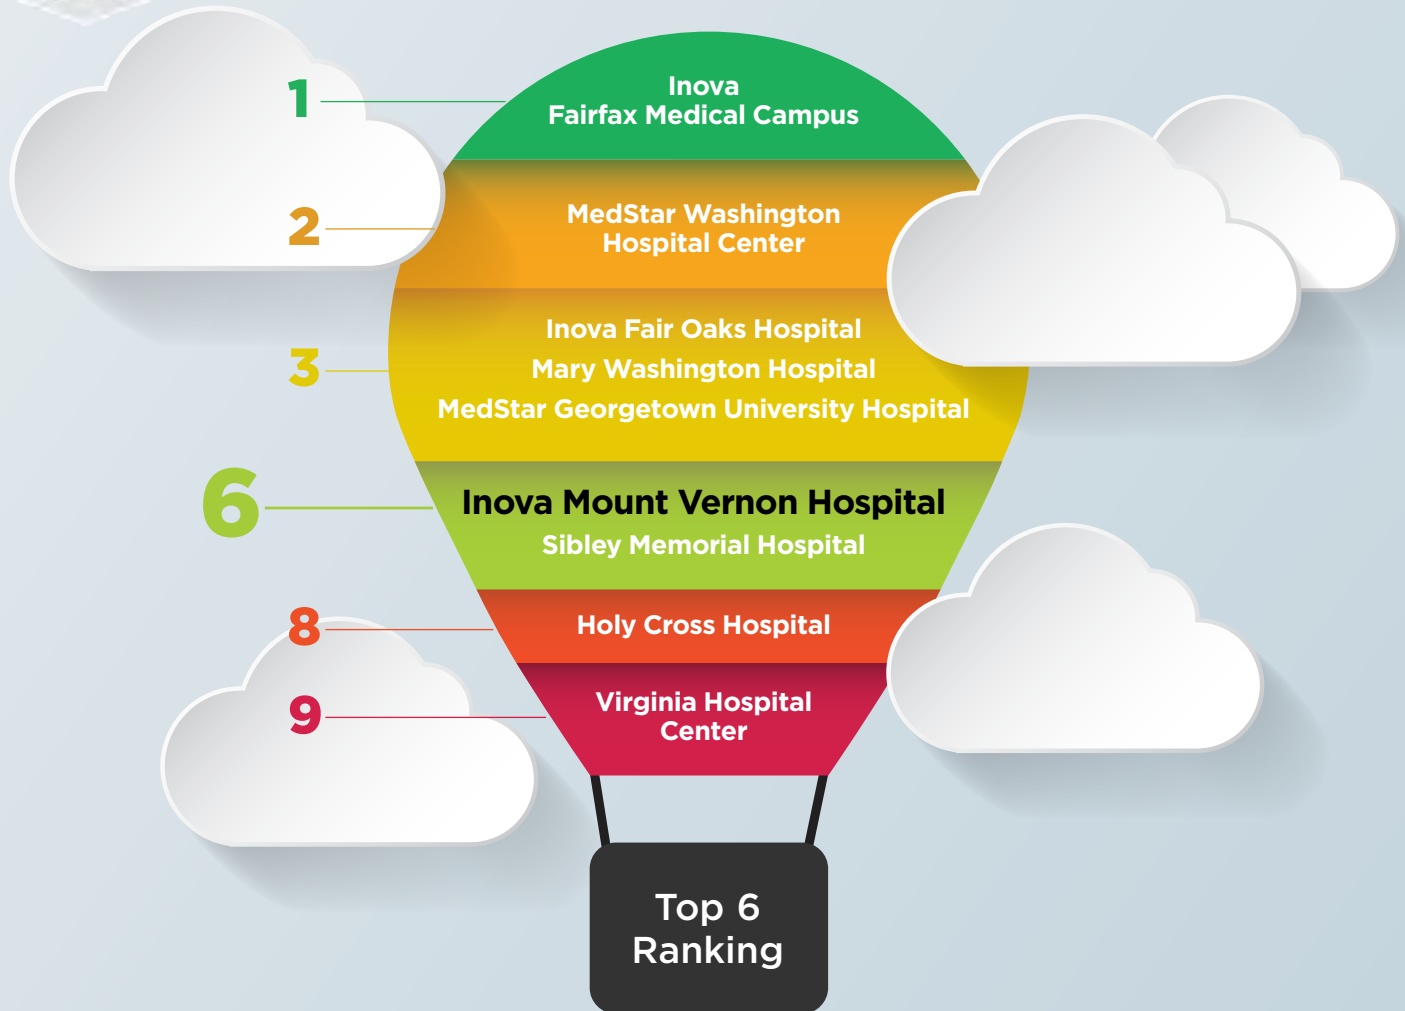 1
Inova
Fairfax Medical Campus
2
MedStar Washington
Hospital Center
3
Inova Fair Oaks Hospital
Mary Washington Hospital
MedStar Georgetown University Hospital
6
Inova Mount Vernon Hospital
Sibley Memorial Hospital
8
Holy Cross Hospital
9
Virginia Hospital
Center
Top 6
Ranking